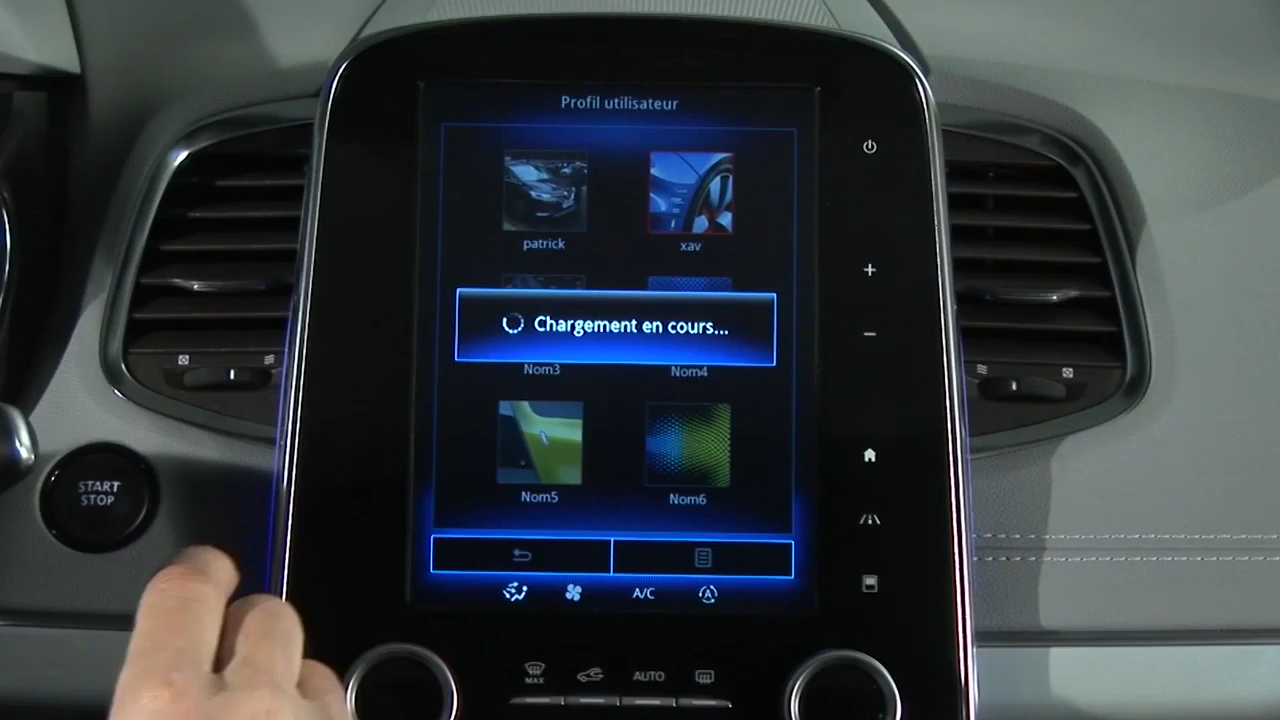 Profil utilisateur
patrick
xav
Chargement en cours...
Nom3
Nom4
START
STOP
Nom5
Nom6
A/C
MAX
AUTO